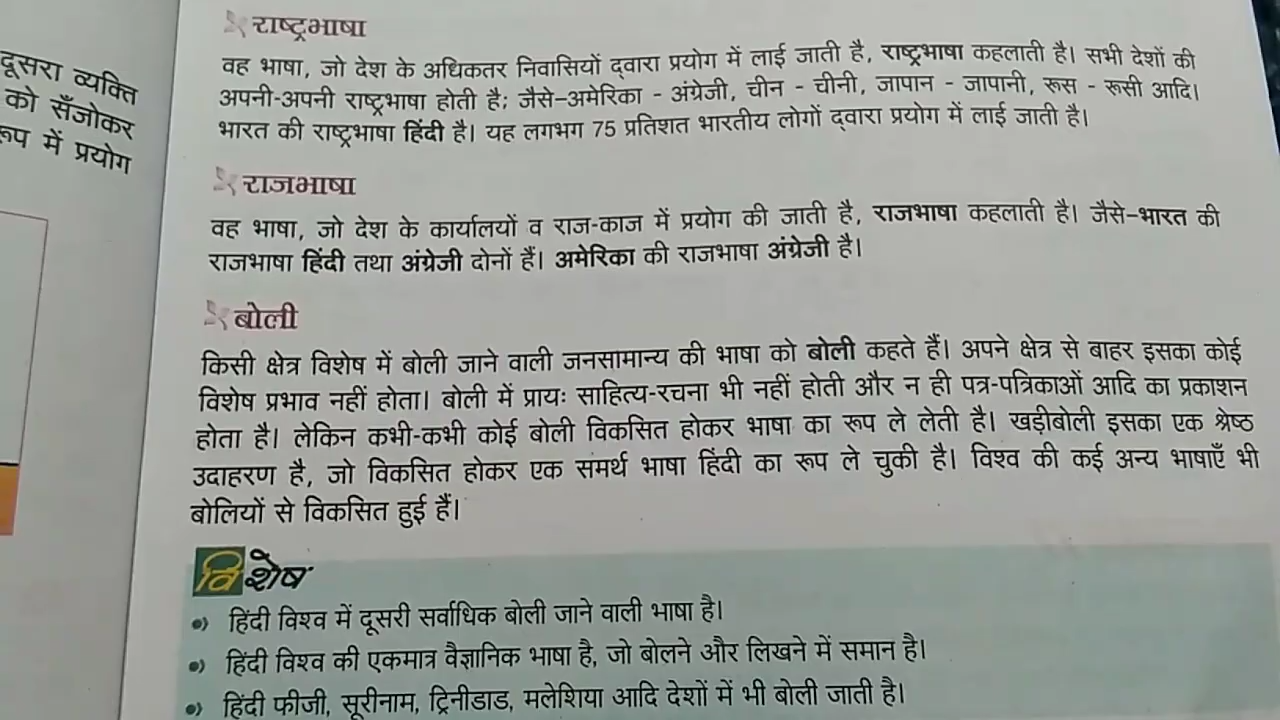 दूसरा व्यक्ति
को सँजोकर
रूप में प्रयोग
राष्ट्रभाषा
वह भाषा, जो देश के अधिकतर निवासियों द्वारा प्रयोग में लाई जाती है, राष्ट्रभाषा कहलाती है। सभी देशों की
अपनी-अपनी राष्ट्रभाषा होती है; जैसे–अमेरिका - अंग्रेजी, चीन - चीनी, जापान - जापानी, रूस - रूसी आदि।
भारत की राष्ट्रभाषा हिंदी है। यह लगभग 75 प्रतिशत भारतीय लोगों द्वारा प्रयोग में लाई जाती है।
राजभाषा
वह भाषा, जो देश के कार्यालयों व राज-काज में प्रयोग की जाती है, राजभाषा कहलाती है। जैसे–भारत की
राजभाषा हिंदी तथा अंग्रेजी दोनों हैं। अमेरिका की राजभाषा अंग्रेजी है।
बोली
किसी क्षेत्र विशेष में बोली जाने वाली जनसामान्य की भाषा को बोली कहते हैं। अपने क्षेत्र से बाहर इसका कोई
विशेष प्रभाव नहीं होता। बोली में प्रायः साहित्य-रचना भी नहीं होती और न ही पत्र-पत्रिकाओं आदि का प्रकाशन
होता है। लेकिन कभी-कभी कोई बोली विकसित होकर भाषा का रूप ले लेती है। खड़ीबोली इसका एक श्रेष्ठ
उदाहरण है, जो विकसित होकर एक समर्थ भाषा हिंदी का रूप ले चुकी है। विश्व की कई अन्य भाषाएँ भी
बोलियों से विकसित हुई हैं।
विशेष
हिंदी विश्व में दूसरी सर्वाधिक बोली जाने वाली भाषा है।
हिंदी विश्व की एकमात्र वैज्ञानिक भाषा है, जो बोलने और लिखने में समान है।
हिंदी फीजी, सूरीनाम, ट्रिनीडाड, मलेशिया आदि देशों में भी बोली जाती है।